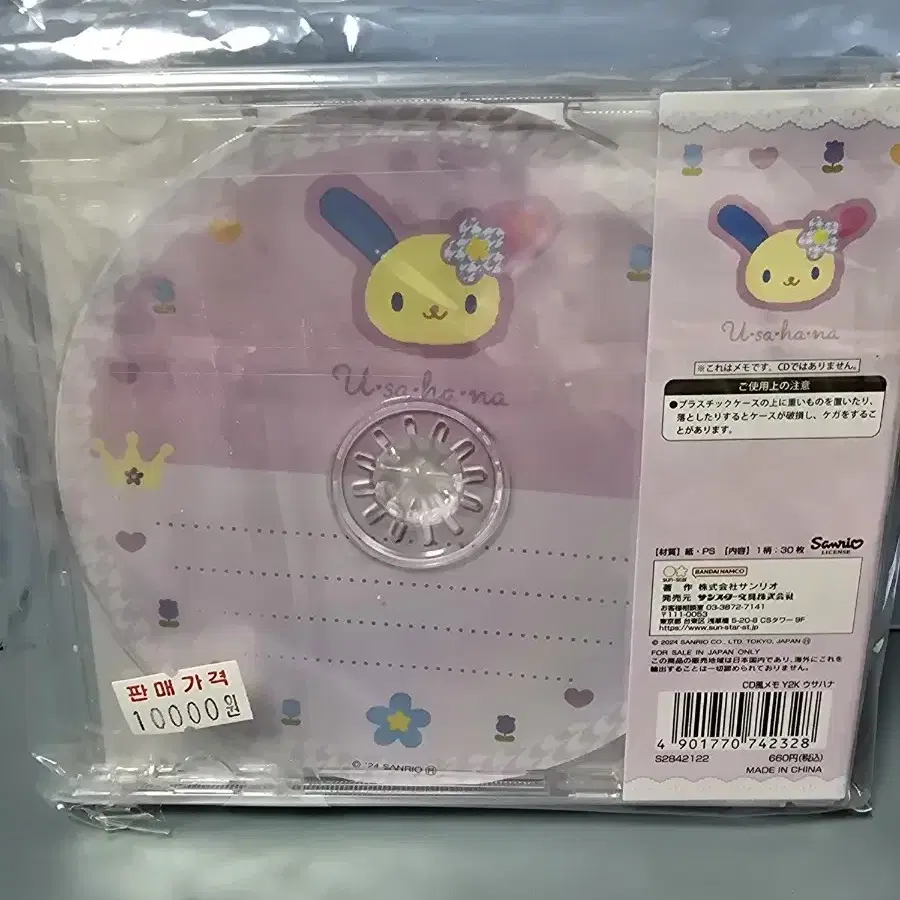 U·sa·ha·na
판매가격
10000원
© '24 SANRIO Ⓗ
U·sa·ha·na
※これはメモです。CDではありません。
ご使用上の注意
●プラスチックケースの上に重いものを置いたり、
落としたりするとケースが破損し、ケガをするこ
とがあります。
【材質】紙・PS 【内容】1柄:30枚
Sanrio
LICENSE
sun-star
BANDAI NAMCO
著 作 株式会社サンリオ
発売元 サンスター文具株式会社
お客様相談室 03-3872-7141
〒111-0053
東京都 台東区 浅草橋 5-20-8 CSタワー 9F
https://www.sun-star-st.jp
© 2024 SANRIO CO., LTD. TOKYO, JAPAN Ⓗ
FOR SALE IN JAPAN ONLY
この商品の販売地域は日本国内であり、海外にこれを
輸出することは一切認められておりません。
CD風メモ Y2K ウサハナ
4 901770 742328
S2842122
660円(税込)
MADE IN CHINA